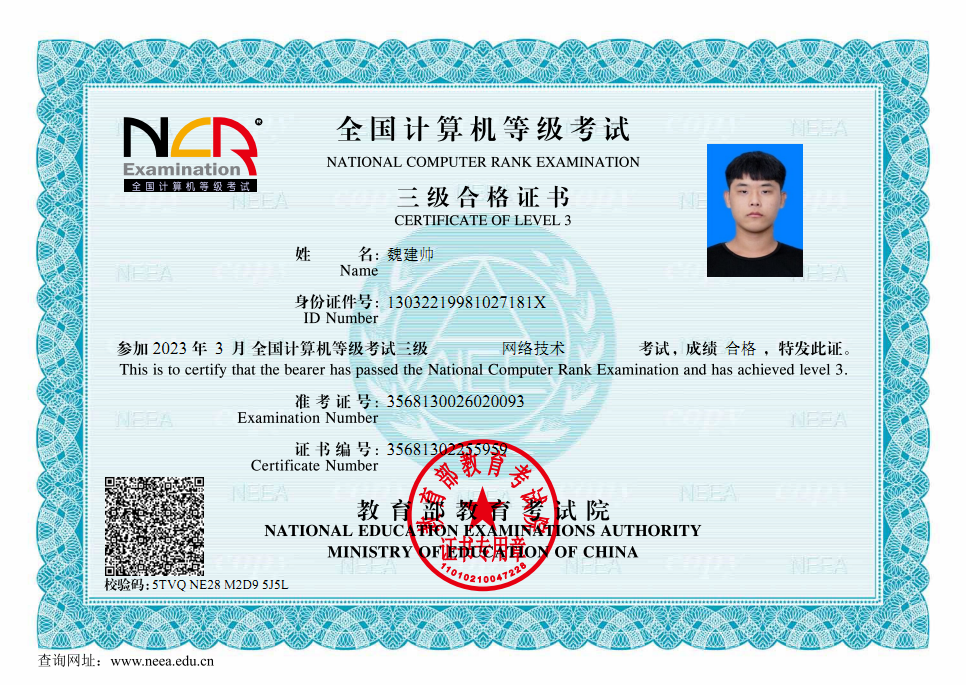 NCR®
Examination
全国计算机等级考试
全国计算机等级考试
NATIONAL COMPUTER RANK EXAMINATION
三级合格证书
CERTIFICATE OF LEVEL 3
姓 名: 魏建帅
Name
身份证件号: 13032219981027181X
ID Number
参加 2023 年 3 月 全国计算机等级考试三级 网络技术 考试，成绩 合格 ，特发此证。
This is to certify that the bearer has passed the National Computer Rank Examination and has achieved level 3.
准考证号: 3568130026020093
Examination Number
证书编号: 35681302255959
Certificate Number
教育部教育考试院
NATIONAL EDUCATION EXAMINATIONS AUTHORITY
MINISTRY OF EDUCATION OF CHINA
教育部教育考试院
证书专用章
11010210047228
校验码: 5TVQ NE28 M2D9 5J5L
查询网址：www.neea.edu.cn
NEEA